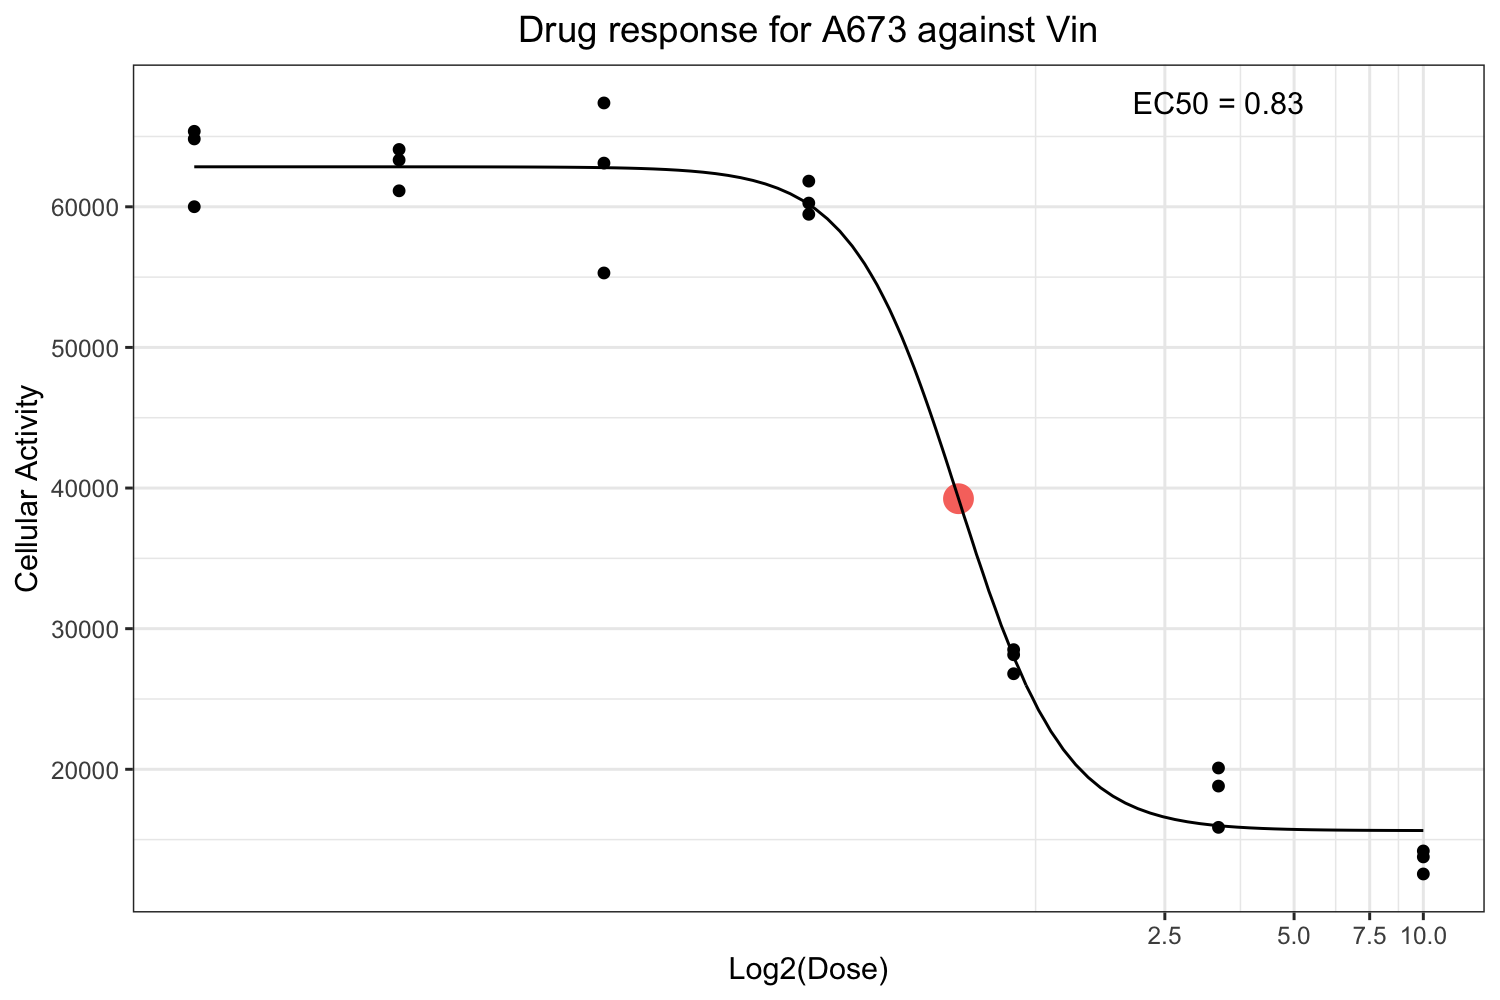 Drug response for A673 against Vin
EC50 = 0.83
Cellular Activity
60000
50000
40000
30000
20000
2.5 5.0 7.5 10.0
Log2(Dose)